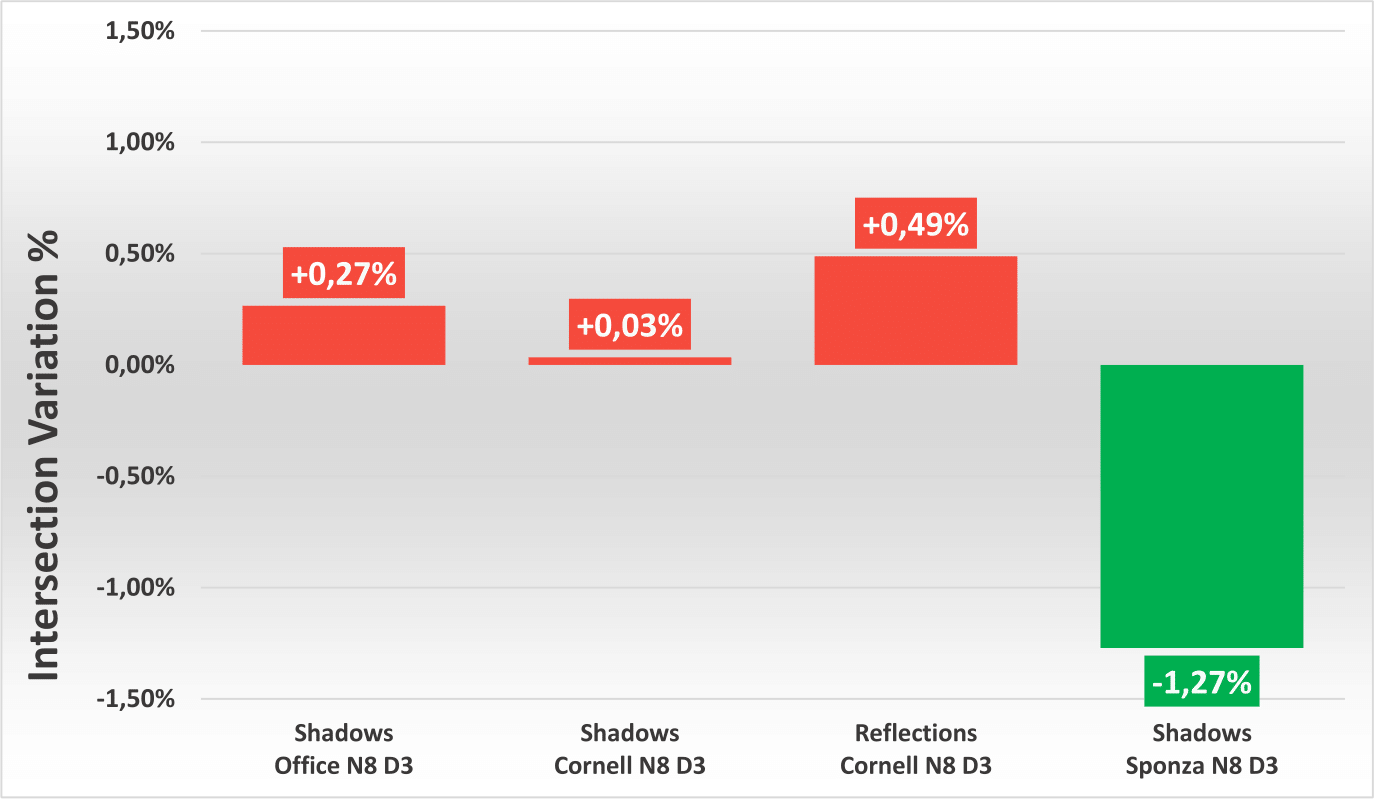 1,50%
1,00%
0,50%
0,00%
-0,50%
-1,00%
-1,50%
Intersection Variation %
+0,27%
+0,03%
+0,49%
-1,27%
Shadows
Office N8 D3
Shadows
Cornell N8 D3
Reflections
Cornell N8 D3
Shadows
Sponza N8 D3